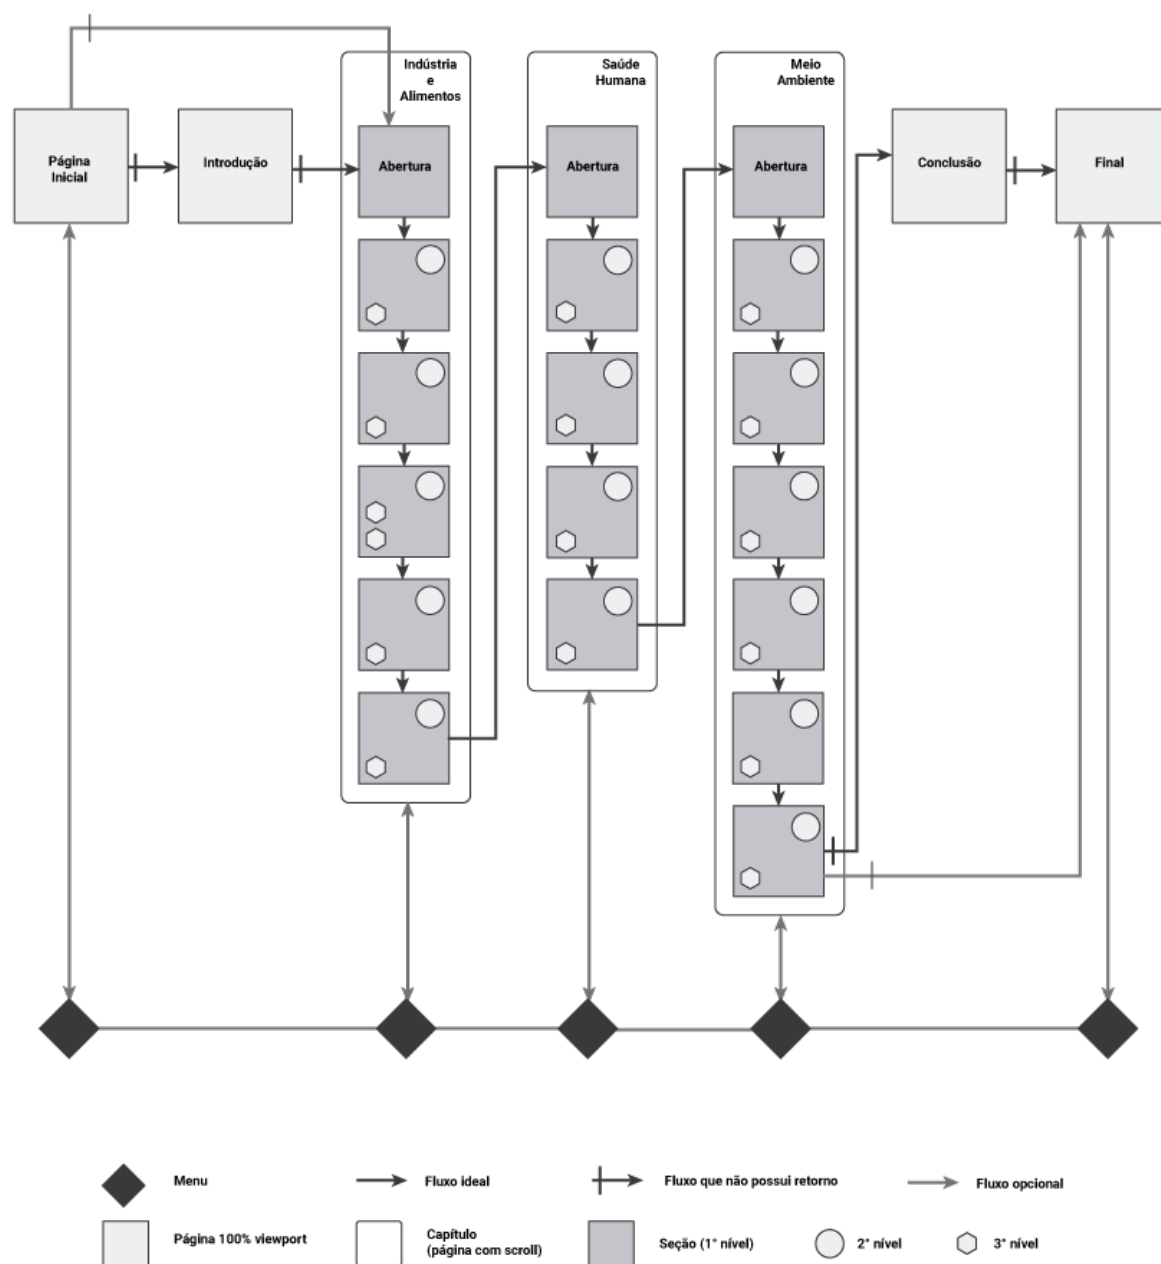 Indústria
e
Alimentos
Saúde
Humana
Meio
Ambiente
Página
Inicial
Introdução
Abertura
Abertura
Abertura
Conclusão
Final
Menu
Fluxo ideal
Fluxo que não possui retorno
Fluxo opcional
Página 100% viewport
Capítulo
(página com scroll)
Seção (1° nível)
2° nível
3° nível